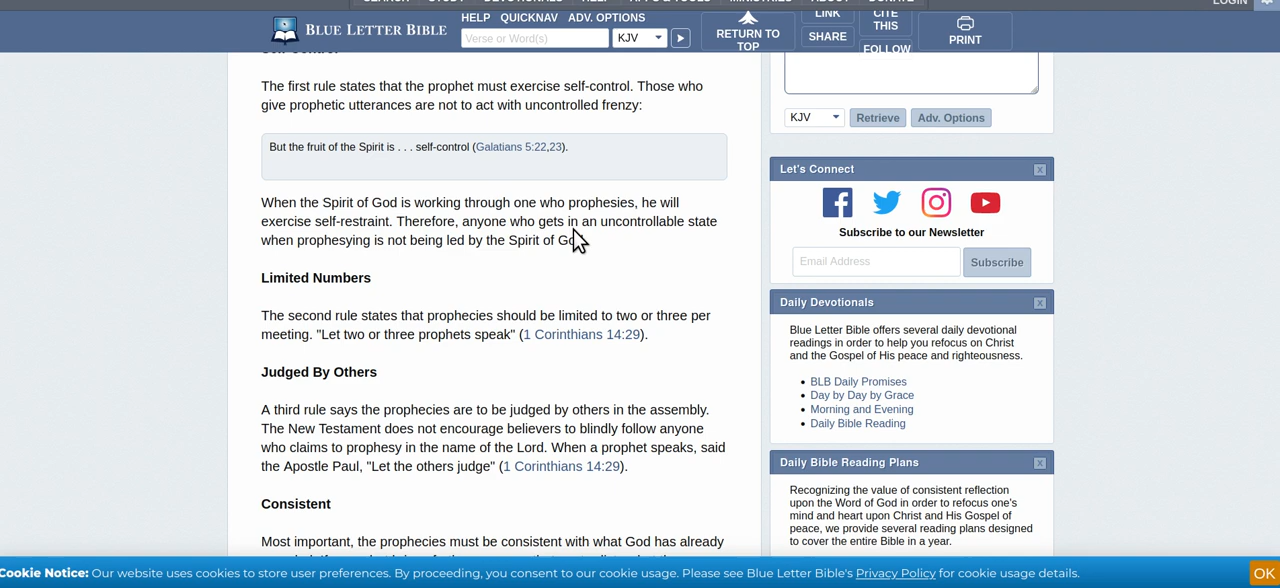 LOGIN
BLUE LETTER BIBLE
HELP QUICKNAV ADV. OPTIONS
Verse or Word(s) KJV
RETURN TO
TOP
LINK
SHARE
CITE
THIS
FOLLOW
PRINT
The first rule states that the prophet must exercise self-control. Those who
give prophetic utterances are not to act with uncontrolled frenzy:
But the fruit of the Spirit is . . . self-control (Galatians 5:22,23).
When the Spirit of God is working through one who prophesies, he will
exercise self-restraint. Therefore, anyone who gets in an uncontrollable state
when prophesying is not being led by the Spirit of
Limited Numbers
The second rule states that prophecies should be limited to two or three per
meeting. "Let two or three prophets speak" (1 Corinthians 14:29).
Judged By Others
A third rule says the prophecies are to be judged by others in the assembly.
The New Testament does not encourage believers to blindly follow anyone
who claims to prophesy in the name of the Lord. When a prophet speaks, said
the Apostle Paul, "Let the others judge" (1 Corinthians 14:29).
Consistent
Most important, the prophecies must be consistent with what God has already
KJV Retrieve Adv. Options
Let's Connect x
Subscribe to our Newsletter
Email Address Subscribe
Daily Devotionals x
Blue Letter Bible offers several daily devotional
readings in order to help you refocus on Christ
and the Gospel of His peace and righteousness.
• BLB Daily Promises
• Day by Day by Grace
• Morning and Evening
• Daily Bible Reading
Daily Bible Reading Plans x
Recognizing the value of consistent reflection
upon the Word of God in order to refocus one's
mind and heart upon Christ and His Gospel of
peace, we provide several reading plans designed
to cover the entire Bible in a year.
Cookie Notice: Our website uses cookies to store user preferences. By proceeding, you consent to our cookie usage. Please see Blue Letter Bible's Privacy Policy for cookie usage details. OK